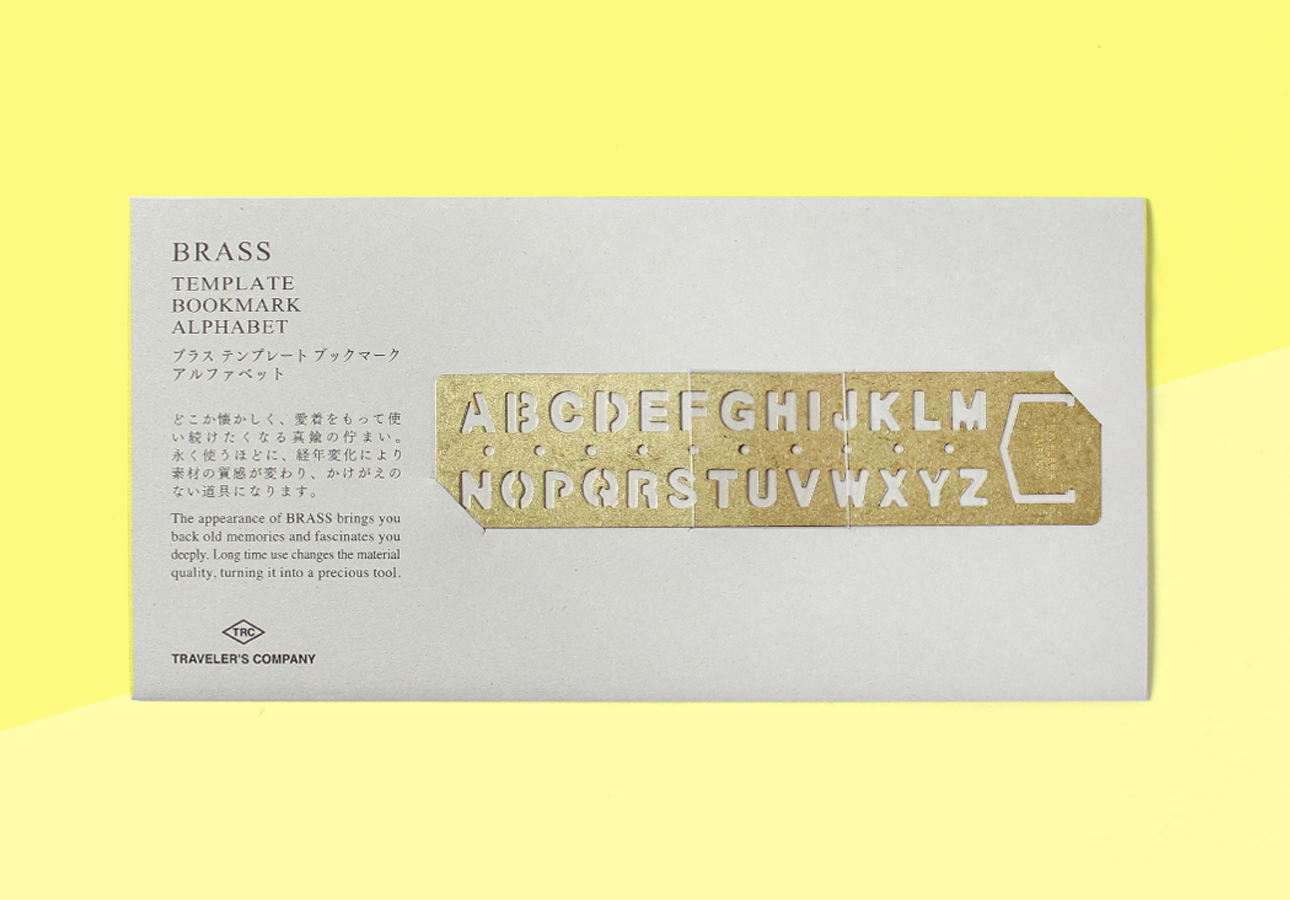 BRASS
TEMPLATE
BOOKMARK
ALPHABET
ブラス テンプレート ブックマーク
アルファベット
どこか懐かしく、愛着をもって使
い続けたくなる真鍮の佇まい。
永く使うほどに、経年変化により
素材の質感が変わり、かけがえの
ない道具になります。
The appearance of BRASS brings you
back old memories and fascinates you
deeply. Long time use changes the material
quality, turning it into a precious tool.
TRC
TRAVELER'S COMPANY
ABCDEFGHIJKLM
NOPQRSTUVWXYZ